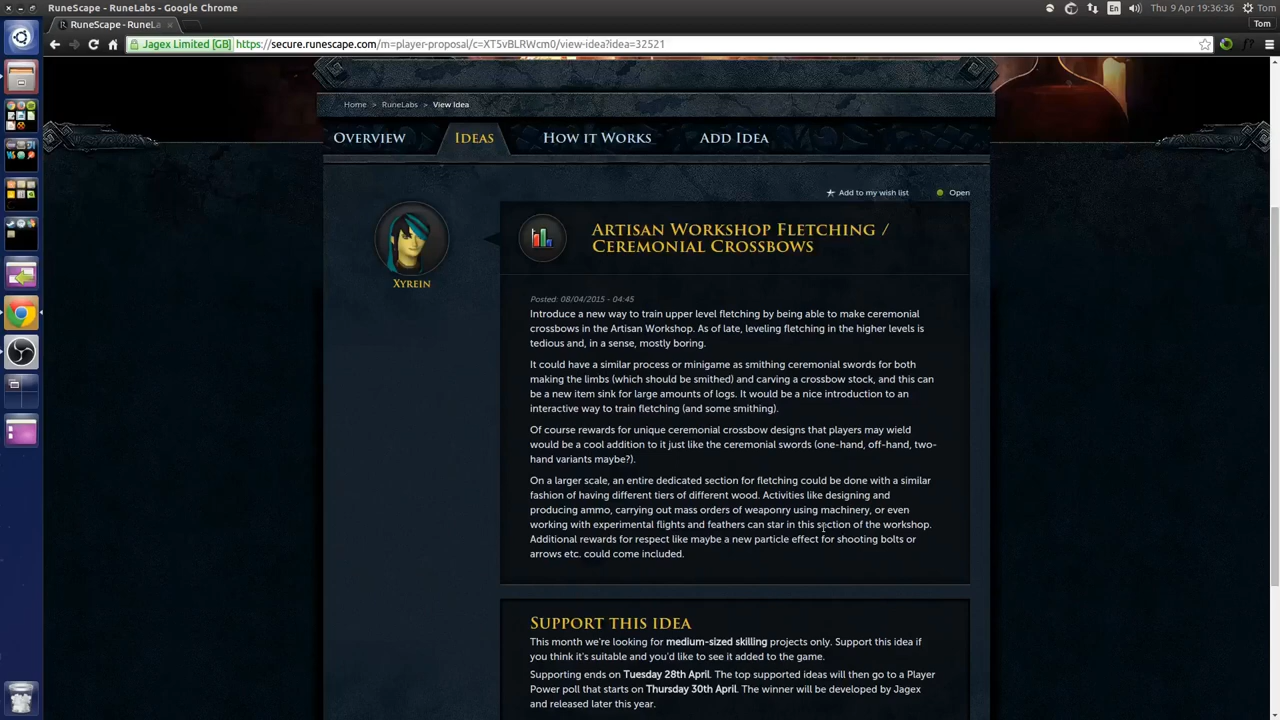 RuneScape - RuneLabs - Google Chrome
En
Thu 9 Apr 19:36:36
Tom
RuneScape - RuneLa
Tom
Jagex Limited [GB]
https://secure.runescape.com/m=player-proposal/c=XT5vBLRWcm0/view-idea?idea=32521
Home > RuneLabs > View Idea
OVERVIEW
IDEAS
HOW IT WORKS
ADD IDEA
Add to my wish list
Open
ARTISAN WORKSHOP FLETCHING /
CEREMONIAL CROSSBOWS
XYREIN
Posted: 08/04/2015 - 04:45
Introduce a new way to train upper level fletching by being able to make ceremonial
crossbows in the Artisan Workshop. As of late, leveling fletching in the higher levels is
tedious and, in a sense, mostly boring.
It could have a similar process or minigame as smithing ceremonial swords for both
making the limbs (which should be smithed) and carving a crossbow stock, and this can
be a new item sink for large amounts of logs. It would be a nice introduction to an
interactive way to train fletching (and some smithing).
Of course rewards for unique ceremonial crossbow designs that players may wield
would be a cool addition to it just like the ceremonial swords (one-hand, off-hand, two-
hand variants maybe?).
On a larger scale, an entire dedicated section for fletching could be done with a similar
fashion of having different tiers of different wood. Activities like designing and
producing ammo, carrying out mass orders of weaponry using machinery, or even
working with experimental flights and feathers can star in this section of the workshop.
Additional rewards for respect like maybe a new particle effect for shooting bolts or
arrows etc. could come included.
SUPPORT THIS IDEA
This month we're looking for medium-sized skilling projects only. Support this idea if
you think it's suitable and you'd like to see it added to the game.
Supporting ends on Tuesday 28th April. The top supported ideas will then go to a Player
Power poll that starts on Thursday 30th April. The winner will be developed by Jagex
and released later this year.